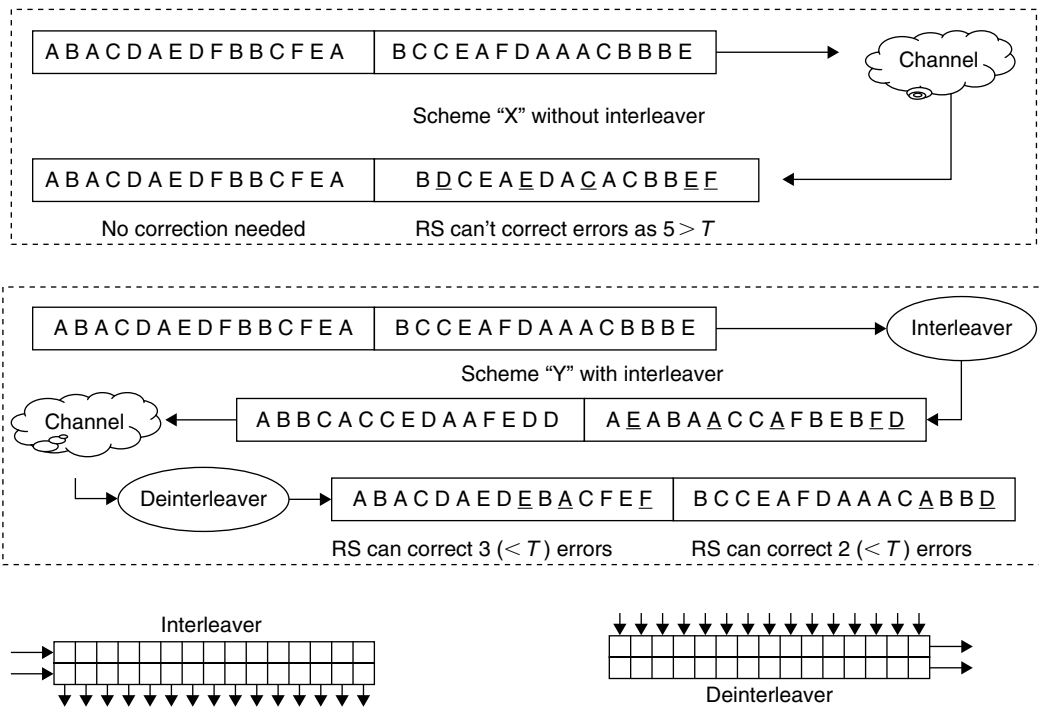 A B A C D A E D F B B C F E A B C C E A F D A A A C B B B E
Channel
Scheme “X” without interleaver
A B A C D A E D F B B C F E A B D C E A E D A C A C B B E F
No correction needed RS can't correct errors as 5 > T
A B A C D A E D F B B C F E A B C C E A F D A A A C B B B E
Interleaver
Scheme “Y” with interleaver
Channel
A B B C A C C E D A A F E D D A E A B A A C C A F B E B F D
Deinterleaver
A B A C D A E D E B A C F E F B C C E A F D A A A C A B B D
RS can correct 3 (< T) errors RS can correct 2 (< T) errors
Interleaver
Deinterleaver